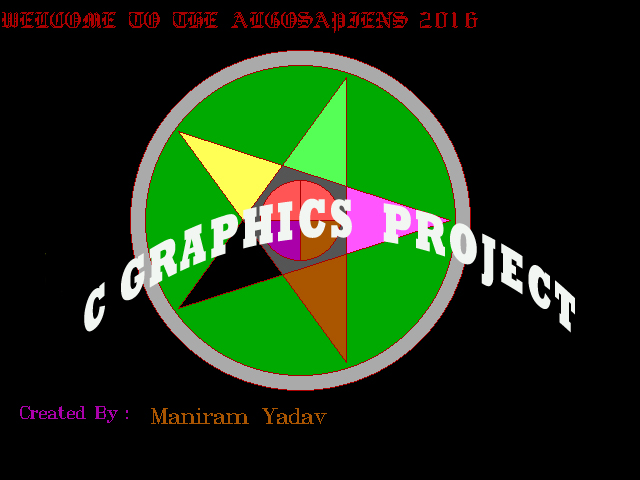 WELCOME TO THE ALGOSAPIENS 2016
C GRAPHICS PROJECT
Created By : Maniram Yadav